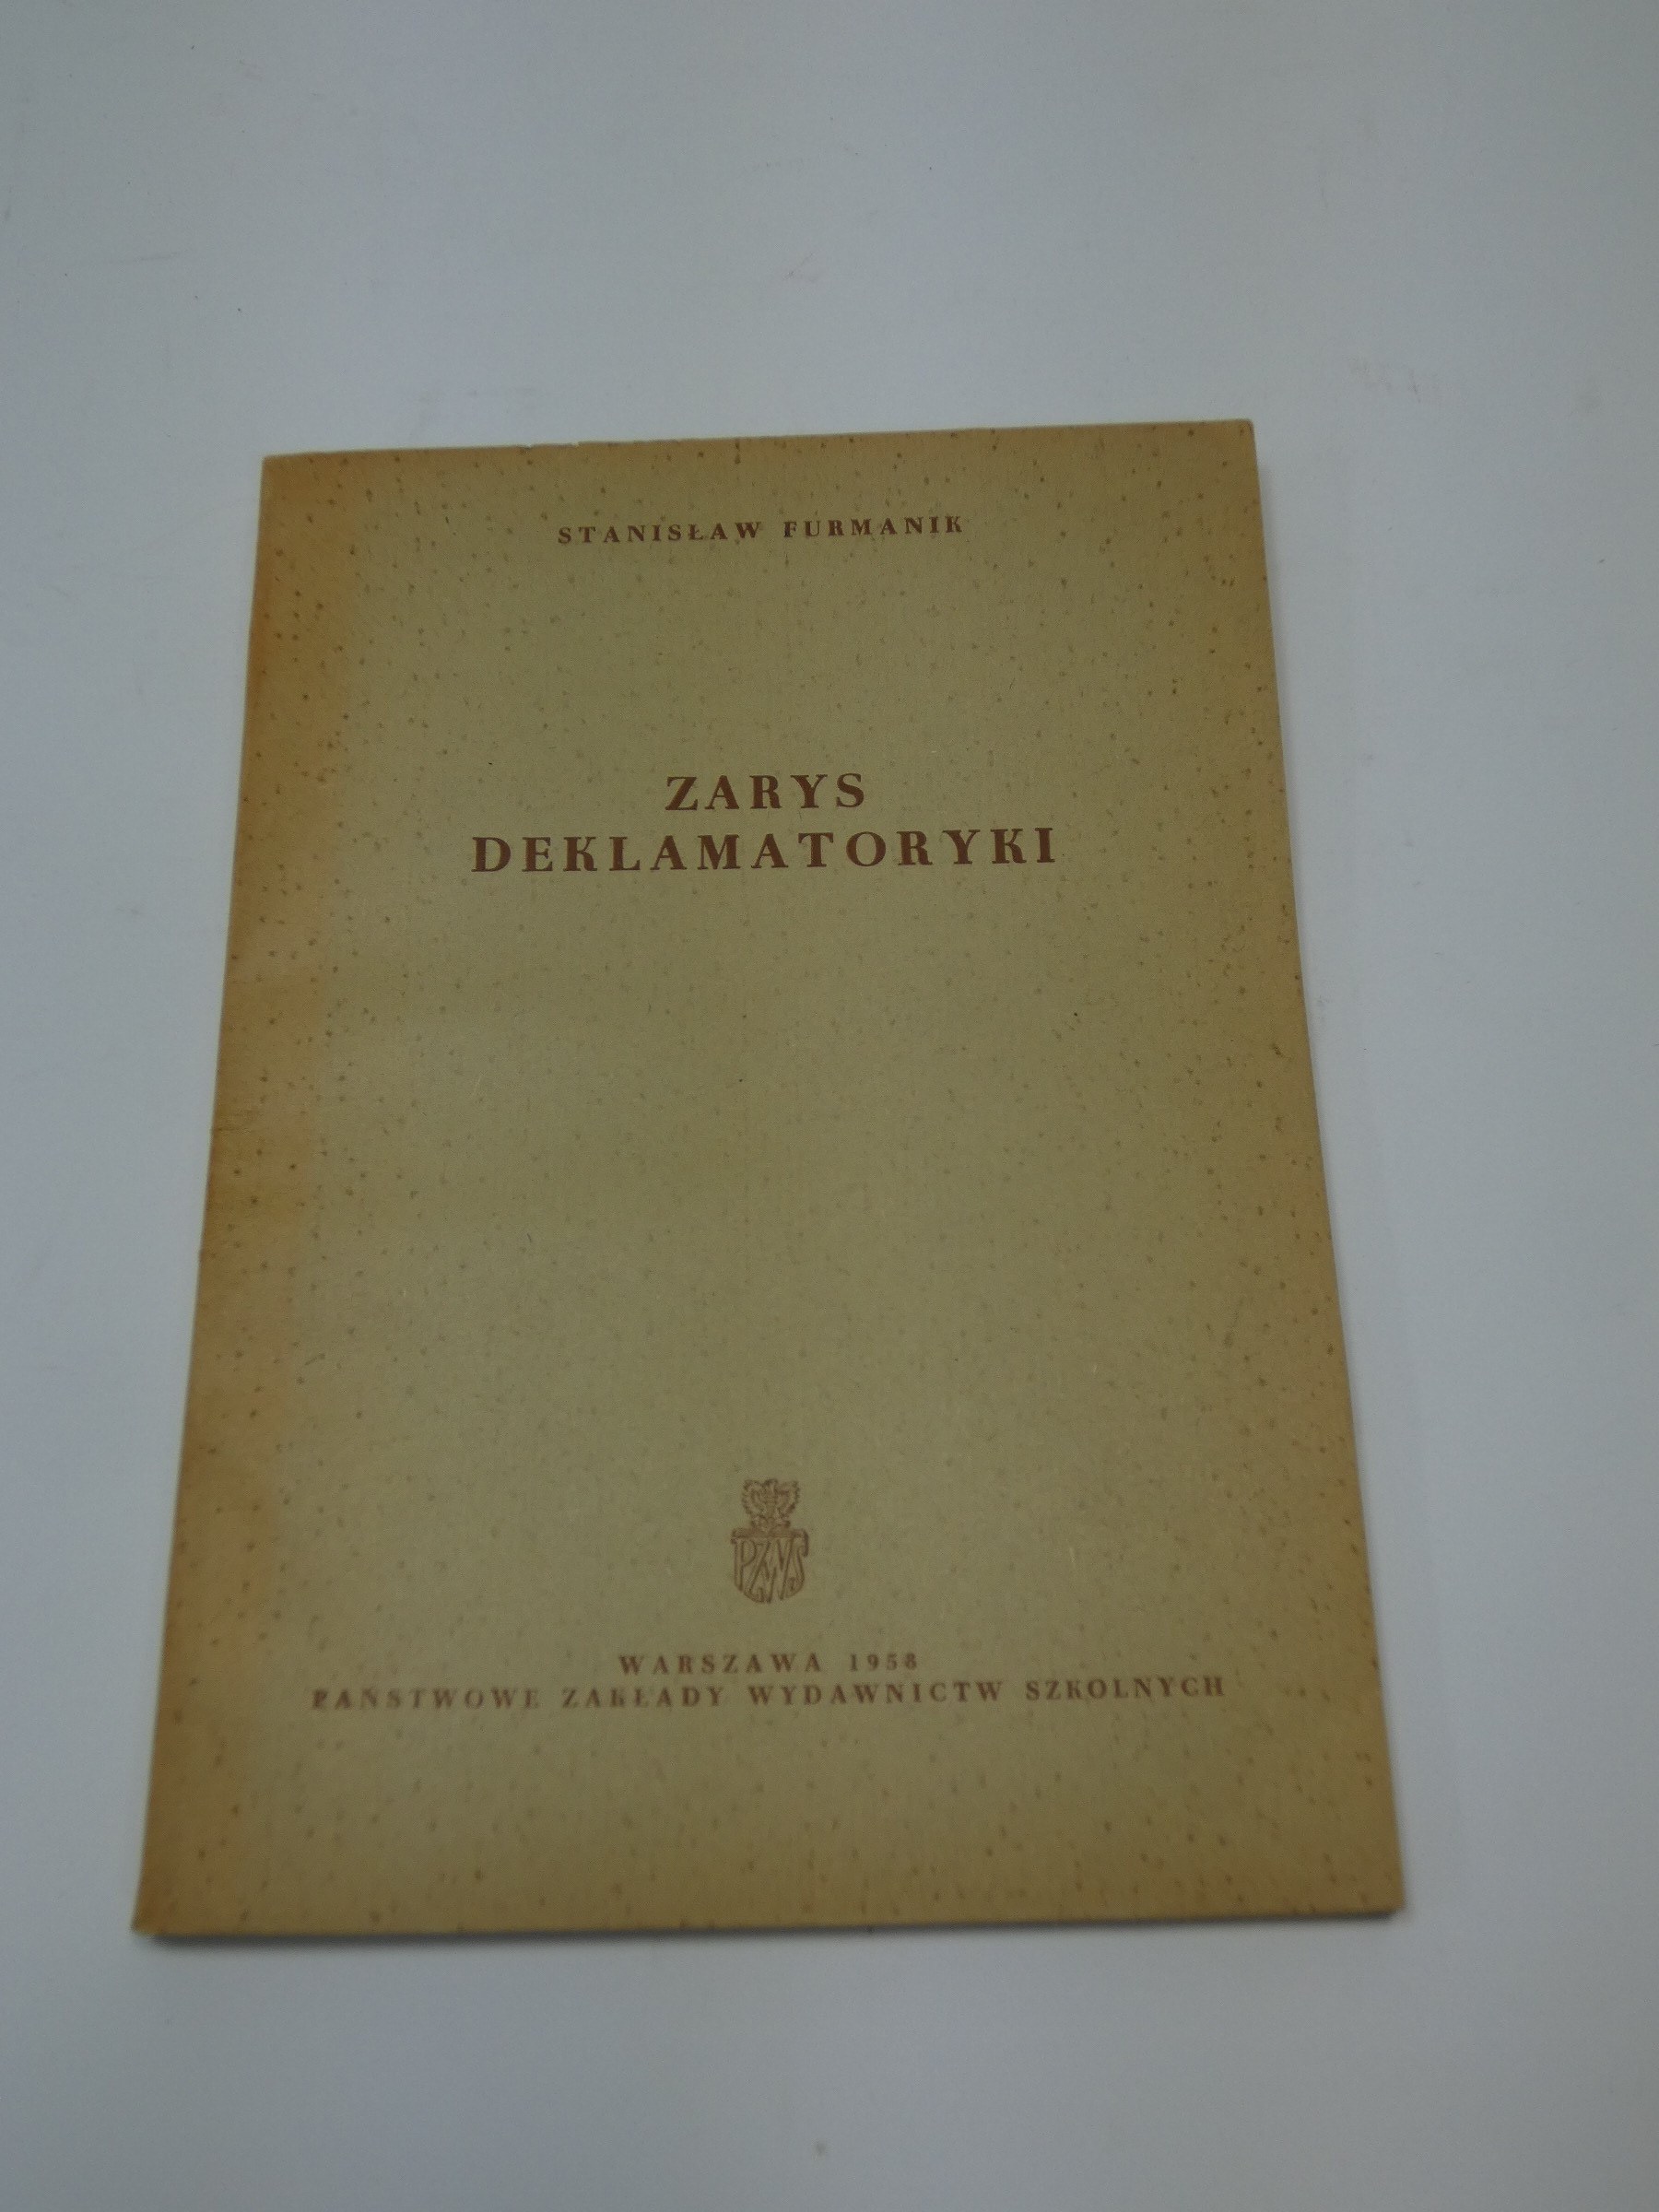 STANISŁAW FURMANIK
ZARYS
DEKLAMATORYKI
PZWS
WARSZAWA 1958
PAŃSTWOWE ZAKŁADY WYDAWNICTW SZKOLNYCH